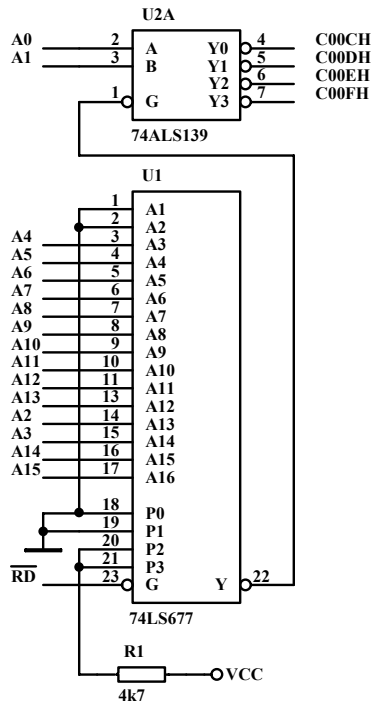 U2A
A0 2 A Y0 4 C00CH
A1 3 B Y1 5 C00DH
Y2 6 C00EH
1 G Y3 7 C00FH
74ALS139
U1
1 A1
2 A2
A4 3 A3
A5 4 A4
A6 5 A5
A7 6 A6
A8 7 A7
A9 8 A8
A10 9 A9
A11 10 A10
A12 11 A11
A13 13 A12
A2 14 A13
A3 15 A14
A14 16 A15
A15 17 A16
18 P0
19 P1
20 P2
21 P3
RD 23 G Y 22
74LS677
R1
VCC
4k7